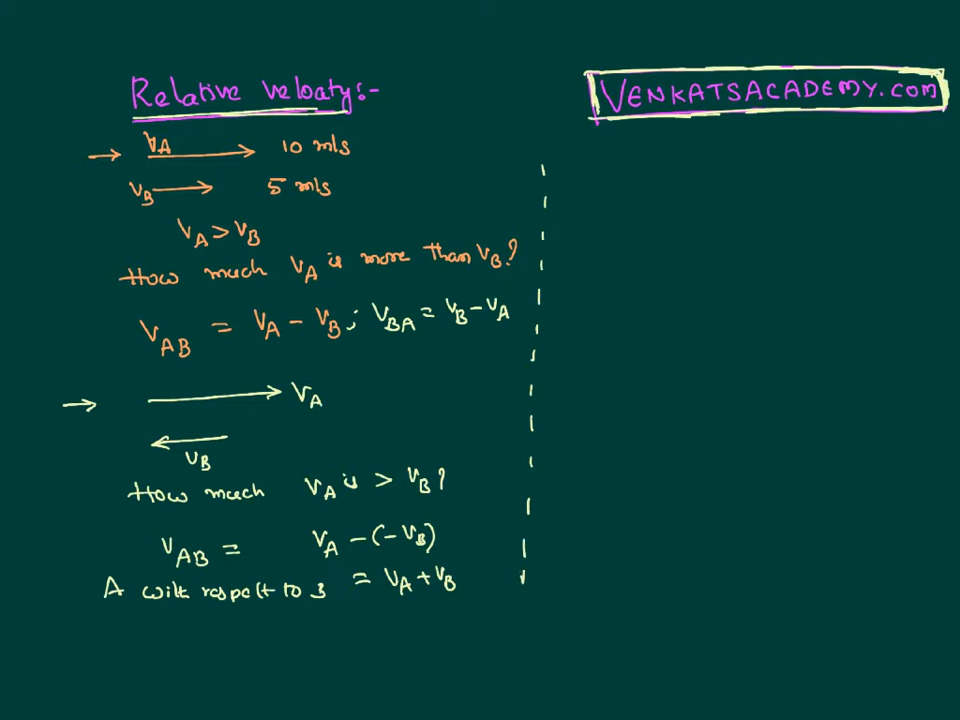 Relative velocity:-
VENKATSACADEMY.COM
→ VA → 10 m/s
VB → 5 m/s
VA > VB
How much VA is more than VB?
VAB = VA - VB ; VBA = VB - VA
→ → VA
← VB
How much VA is > VB?
VAB = VA - (-VB)
A with respect to B = VA + VB